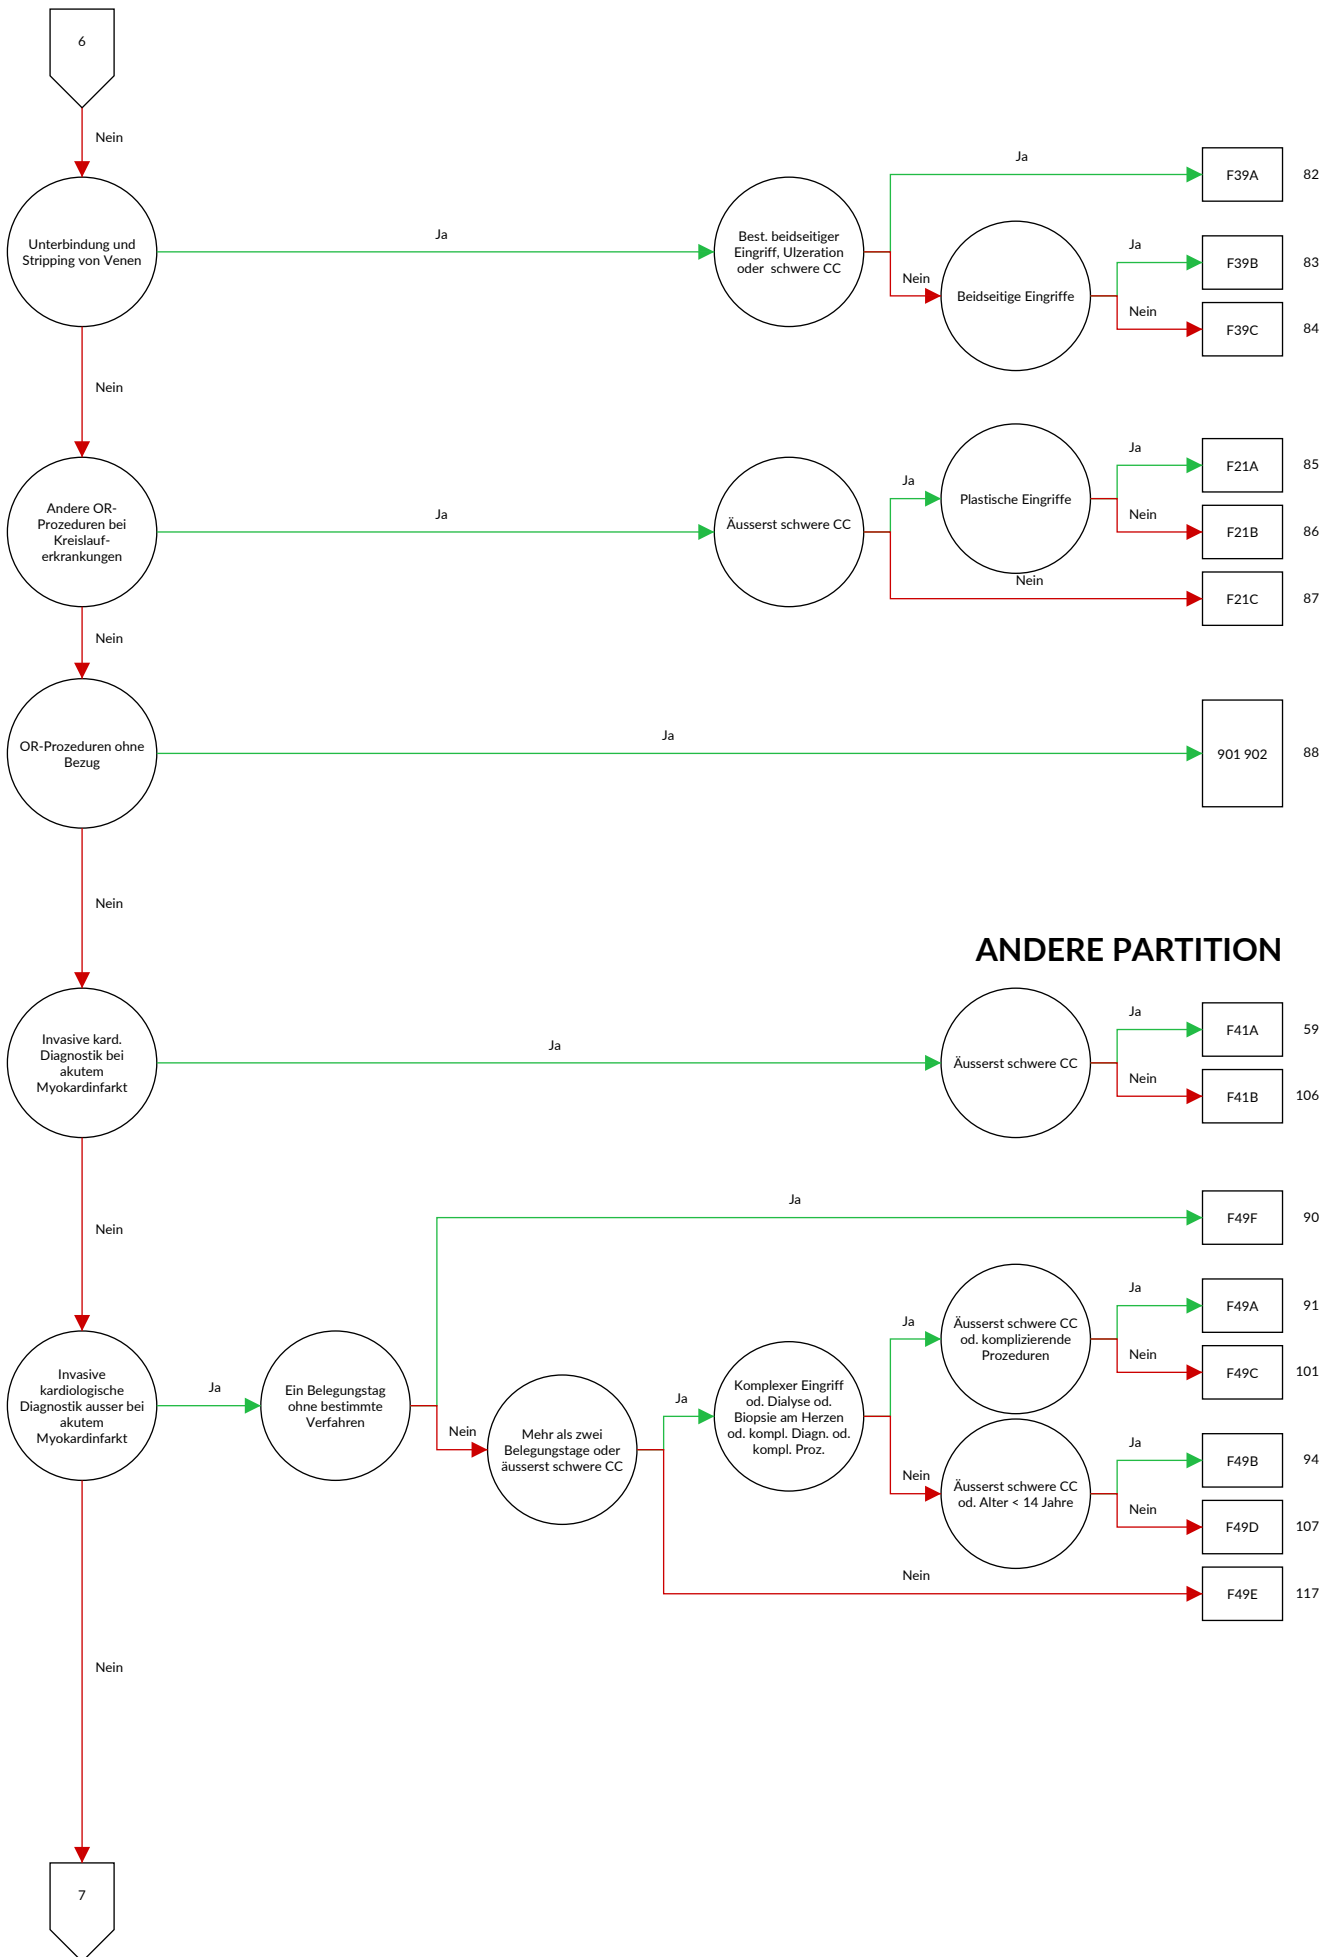 6
Nein
Unterbindung und
Stripping von Venen
Ja
Best. beidseitiger
Eingriff, Ulzeration
oder schwere CC
Ja
F39A
82
Nein
Beidseitige Eingriffe
Ja
F39B
83
Nein
F39C
84
Nein
Andere OR-
Prozeduren bei
Kreislauf-
erkrankungen
Ja
Äusserst schwere CC
Ja
Plastische Eingriffe
Ja
F21A
85
Nein
F21B
86
Nein
F21C
87
Nein
OR-Prozeduren ohne
Bezug
Ja
901 902
88
Nein
ANDERE PARTITION
Invasive kard.
Diagnostik bei
akutem
Myokardinfarkt
Ja
Äusserst schwere CC
Ja
F41A
59
Nein
F41B
106
Nein
Invasive
kardiologische
Diagnostik ausser bei
akutem
Myokardinfarkt
Ja
Ein Belegungstag
ohne bestimmte
Verfahren
Ja
F49F
90
Nein
Mehr als zwei
Belegungstage oder
äusserst schwere CC
Ja
Komplexer Eingriff
od. Dialyse od.
Biopsie am Herzen
od. kompl. Diagn. od.
kompl. Proz.
Ja
Äusserst schwere CC
od. komplizierende
Prozeduren
Ja
F49A
91
Nein
F49C
101
Nein
Äusserst schwere CC
od. Alter < 14 Jahre
Ja
F49B
94
Nein
F49D
107
Nein
F49E
117
Nein
7